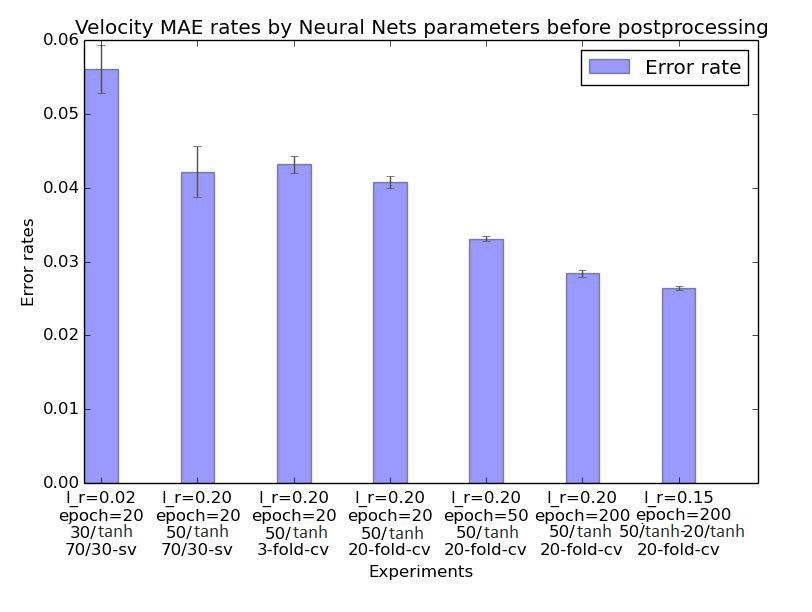 Velocity MAE rates by Neural Nets parameters before postprocessing
Error rate
0.06
0.05
0.04
0.03
0.02
0.01
0.00
Error rates
l_r=0.02 l_r=0.20 l_r=0.20 l_r=0.20 l_r=0.20 l_r=0.20 l_r=0.15
epoch=20 epoch=20 epoch=20 epoch=20 epoch=50 epoch=200 epoch=200
30/tanh 50/tanh 50/tanh 50/tanh 50/tanh 50/tanh 50/tanh-20/tanh
70/30-sv 70/30-sv 3-fold-cv 20-fold-cv 20-fold-cv 20-fold-cv 20-fold-cv
Experiments